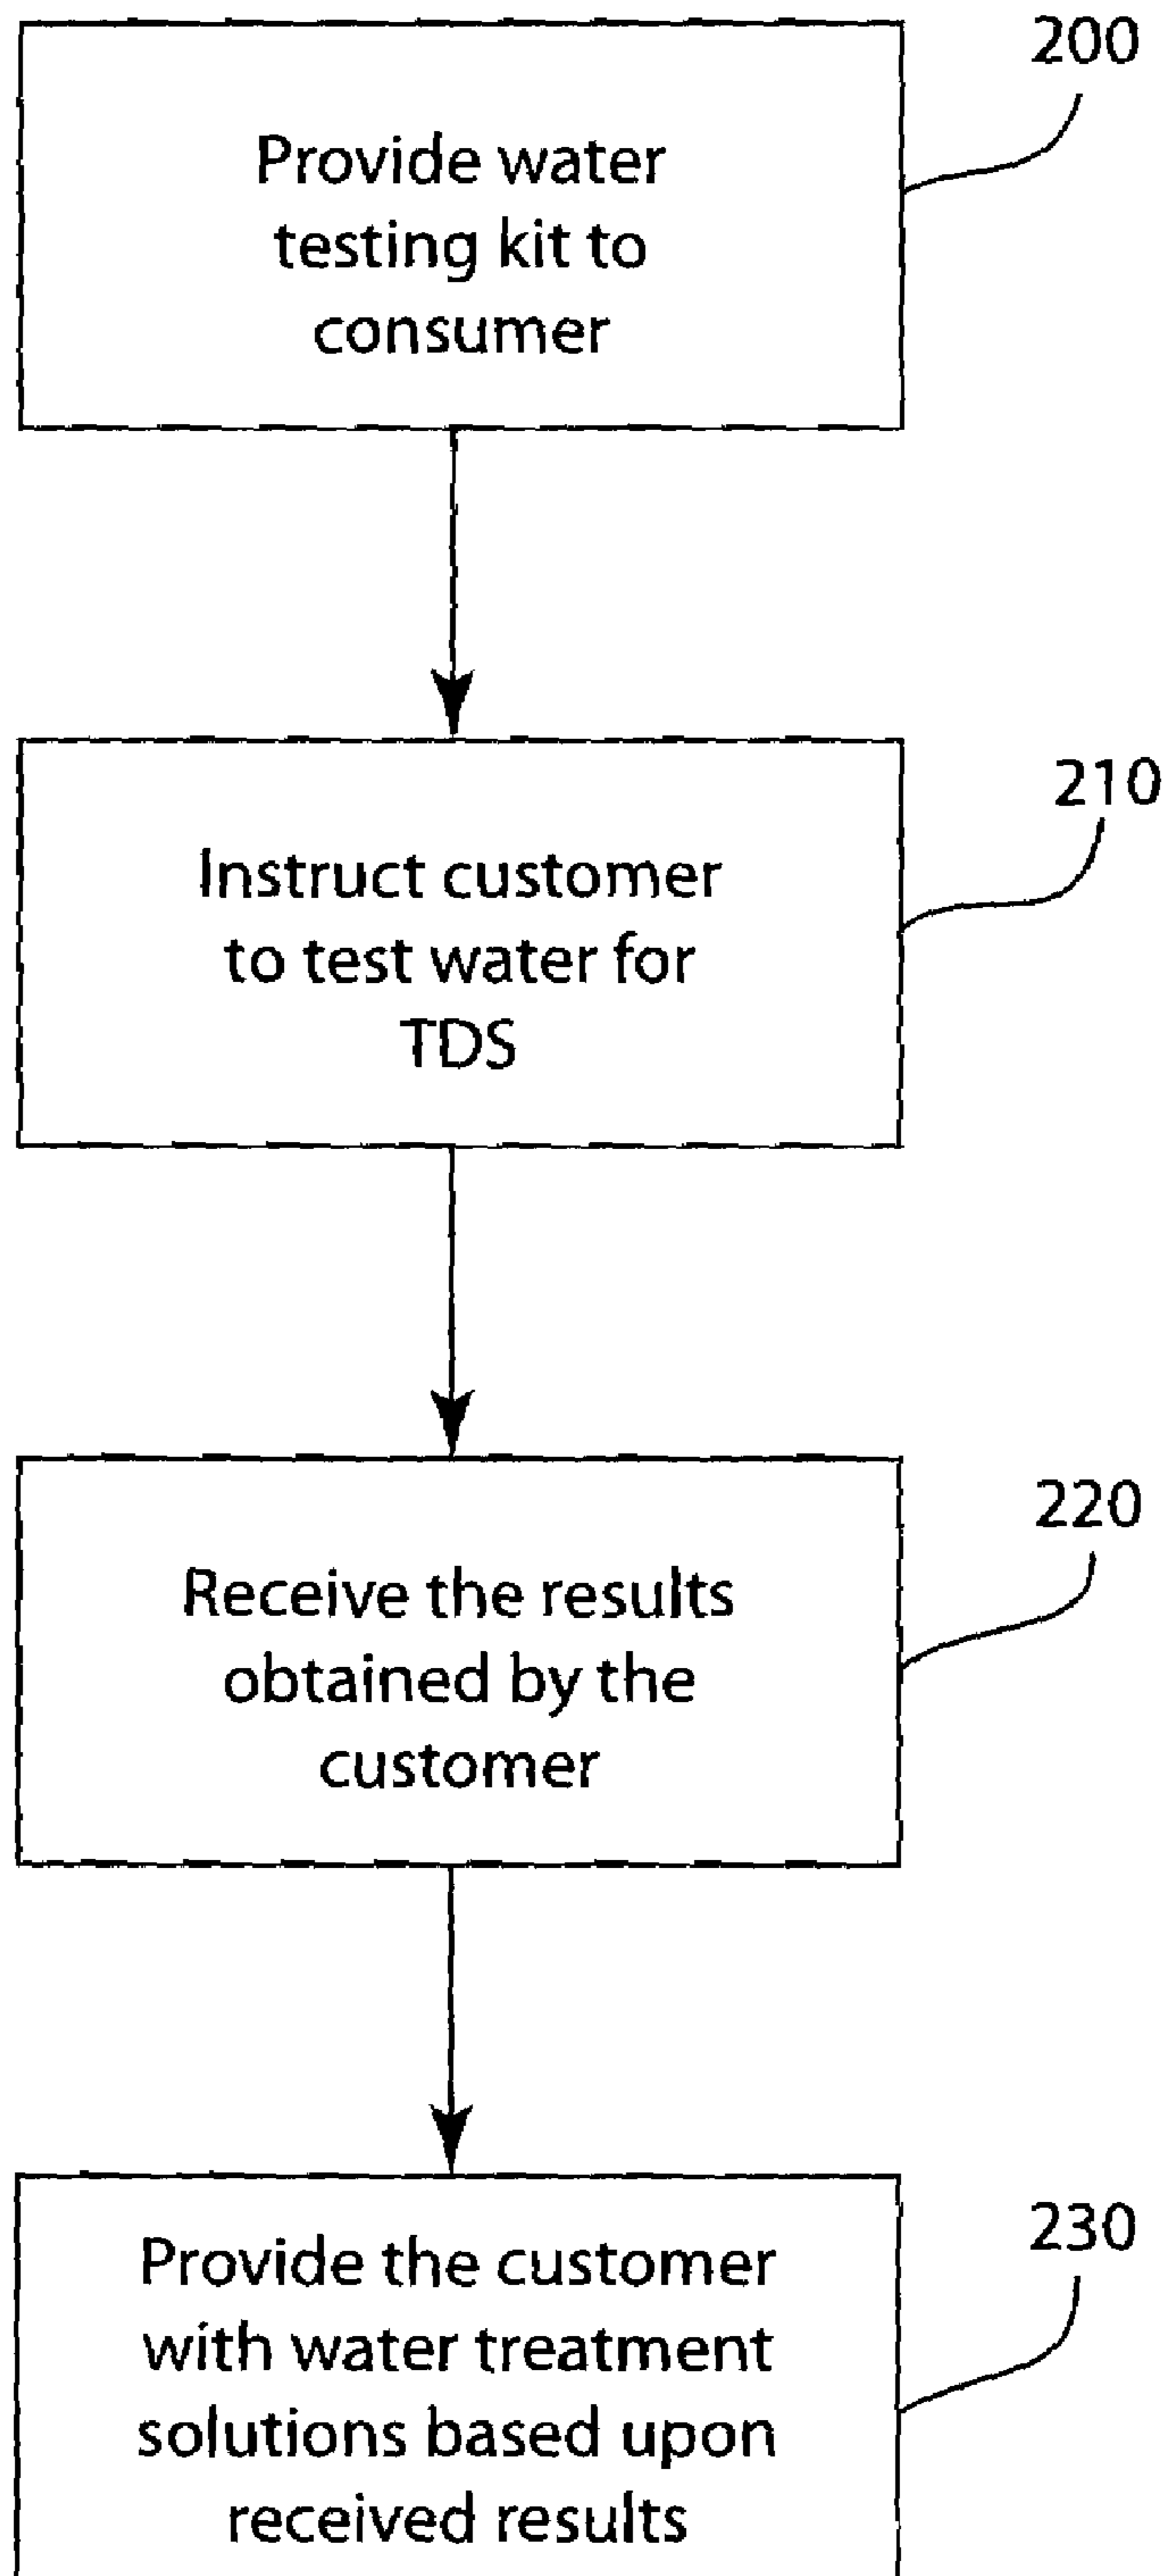 200
Provide water
testing kit to
consumer
210
Instruct customer
to test water for
TDS
220
Receive the results
obtained by the
customer
230
Provide the customer
with water treatment
solutions based upon
received results